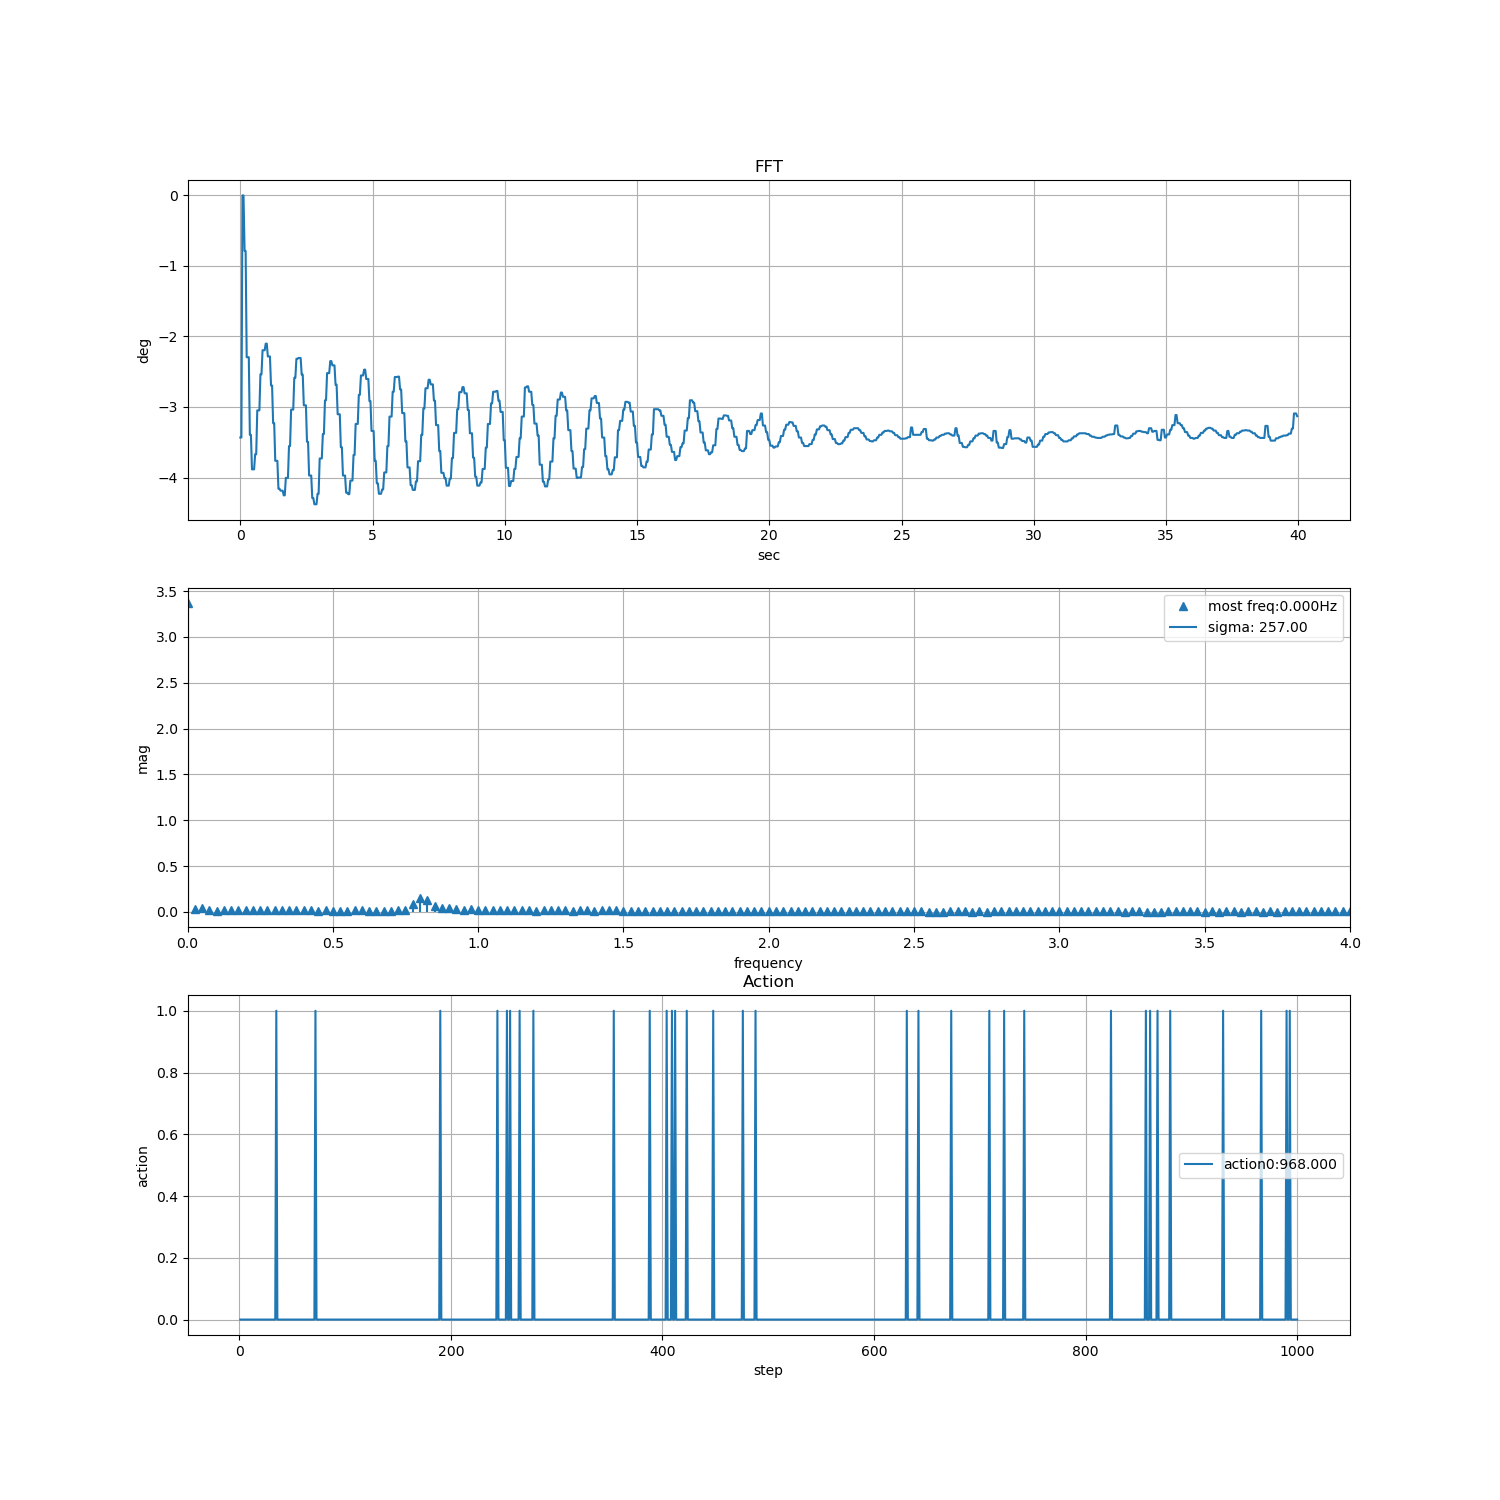 FFT
0
−1
−2
−3
−4
deg
0 5 10 15 20 25 30 35 40
sec
3.5
3.0
2.5
2.0
1.5
1.0
0.5
0.0
mag
most freq:0.000Hz
sigma: 257.00
0.0 0.5 1.0 1.5 2.0 2.5 3.0 3.5 4.0
frequency
Action
1.0
0.8
0.6
0.4
0.2
0.0
action
action0:968.000
0 200 400 600 800 1000
step